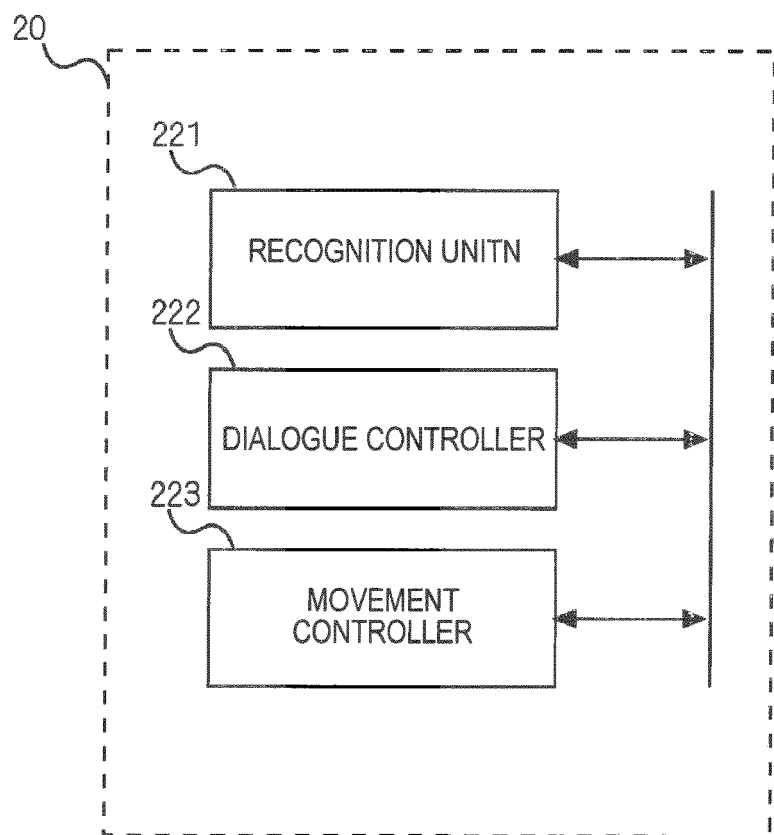 20
221
RECOGNITION UNITN
222
DIALOGUE CONTROLLER
223
MOVEMENT
CONTROLLER